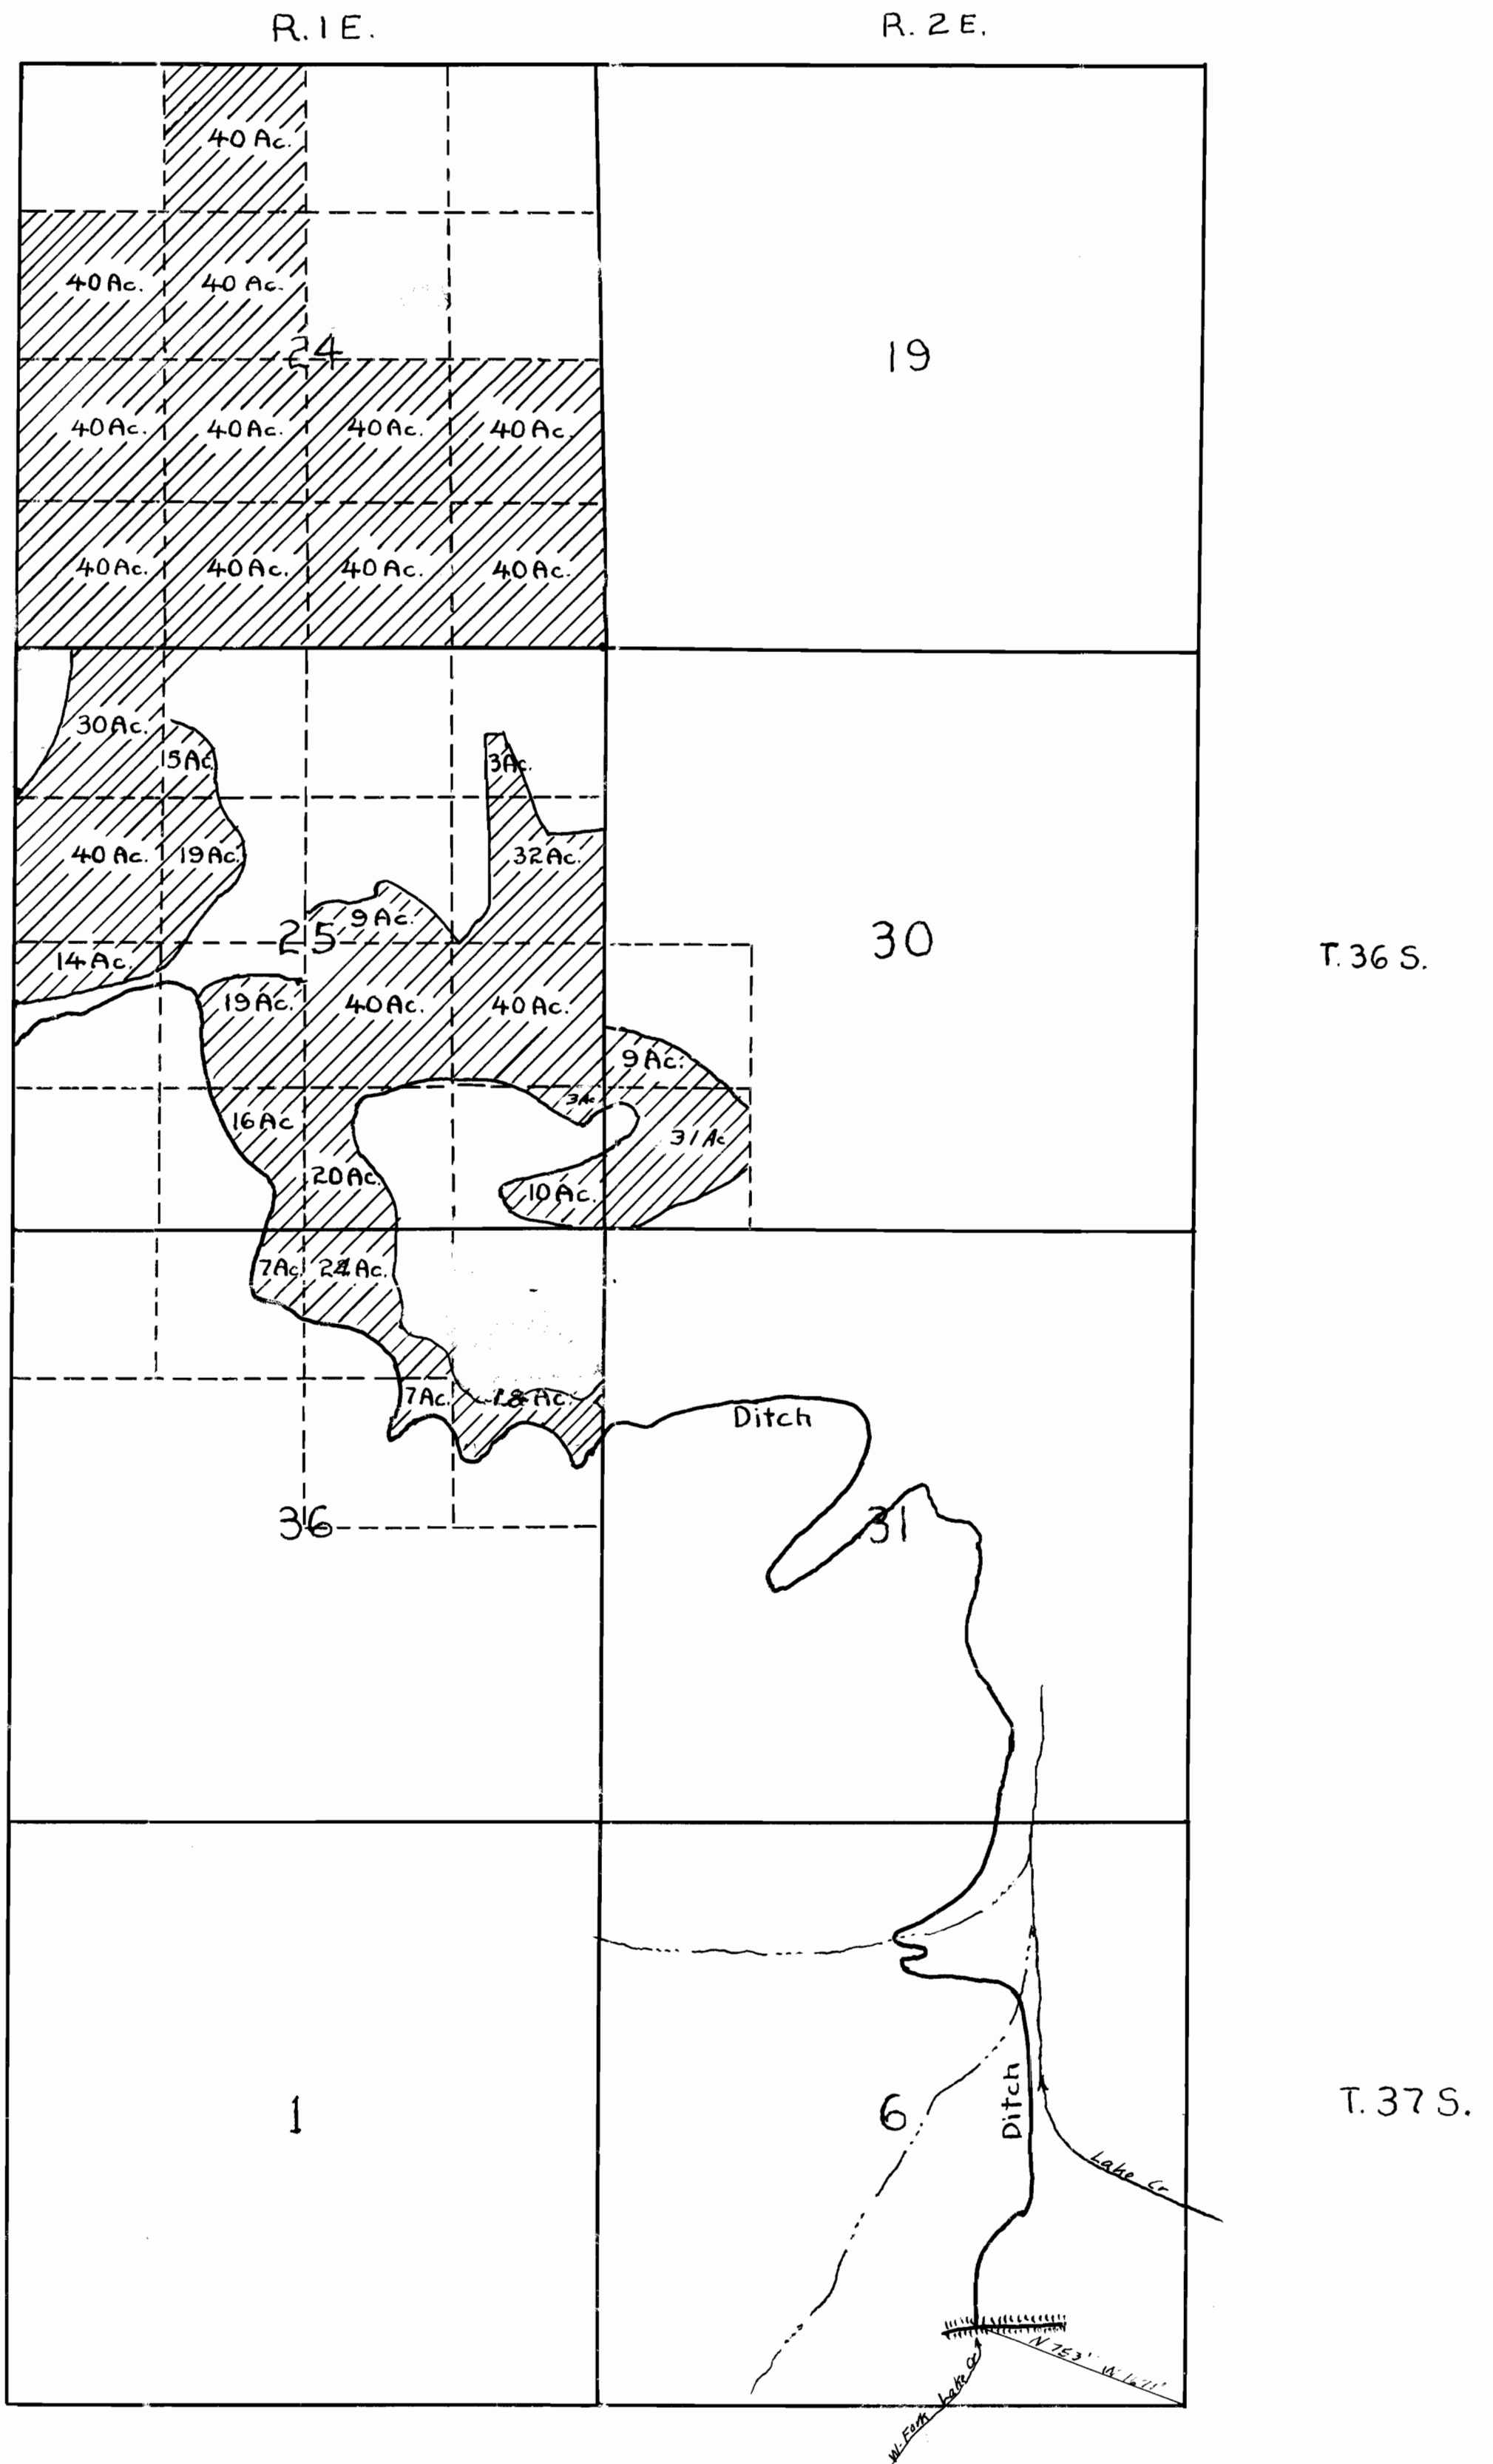 R. 1 E. R. 2 E.
40 Ac.
40 Ac. 40 Ac.
24 19
40 Ac. 40 Ac. 40 Ac. 40 Ac.
40 Ac. 40 Ac. 40 Ac. 40 Ac.
30 Ac.
5 Ac. 3 Ac.
40 Ac. 19 Ac. 32 Ac.
9 Ac.
25 30 T. 36 S.
14 Ac.
19 Ac. 40 Ac. 40 Ac.
9 Ac.
3 Ac
16 Ac 31 Ac
20 Ac. 10 Ac.
7 Ac. Ac.
7 Ac. 18 Ac. Ditch
36 31
1 6 Ditch T. 37 S.
Lake Cr
N 753' W 1671'
W. Fork Lake Cr